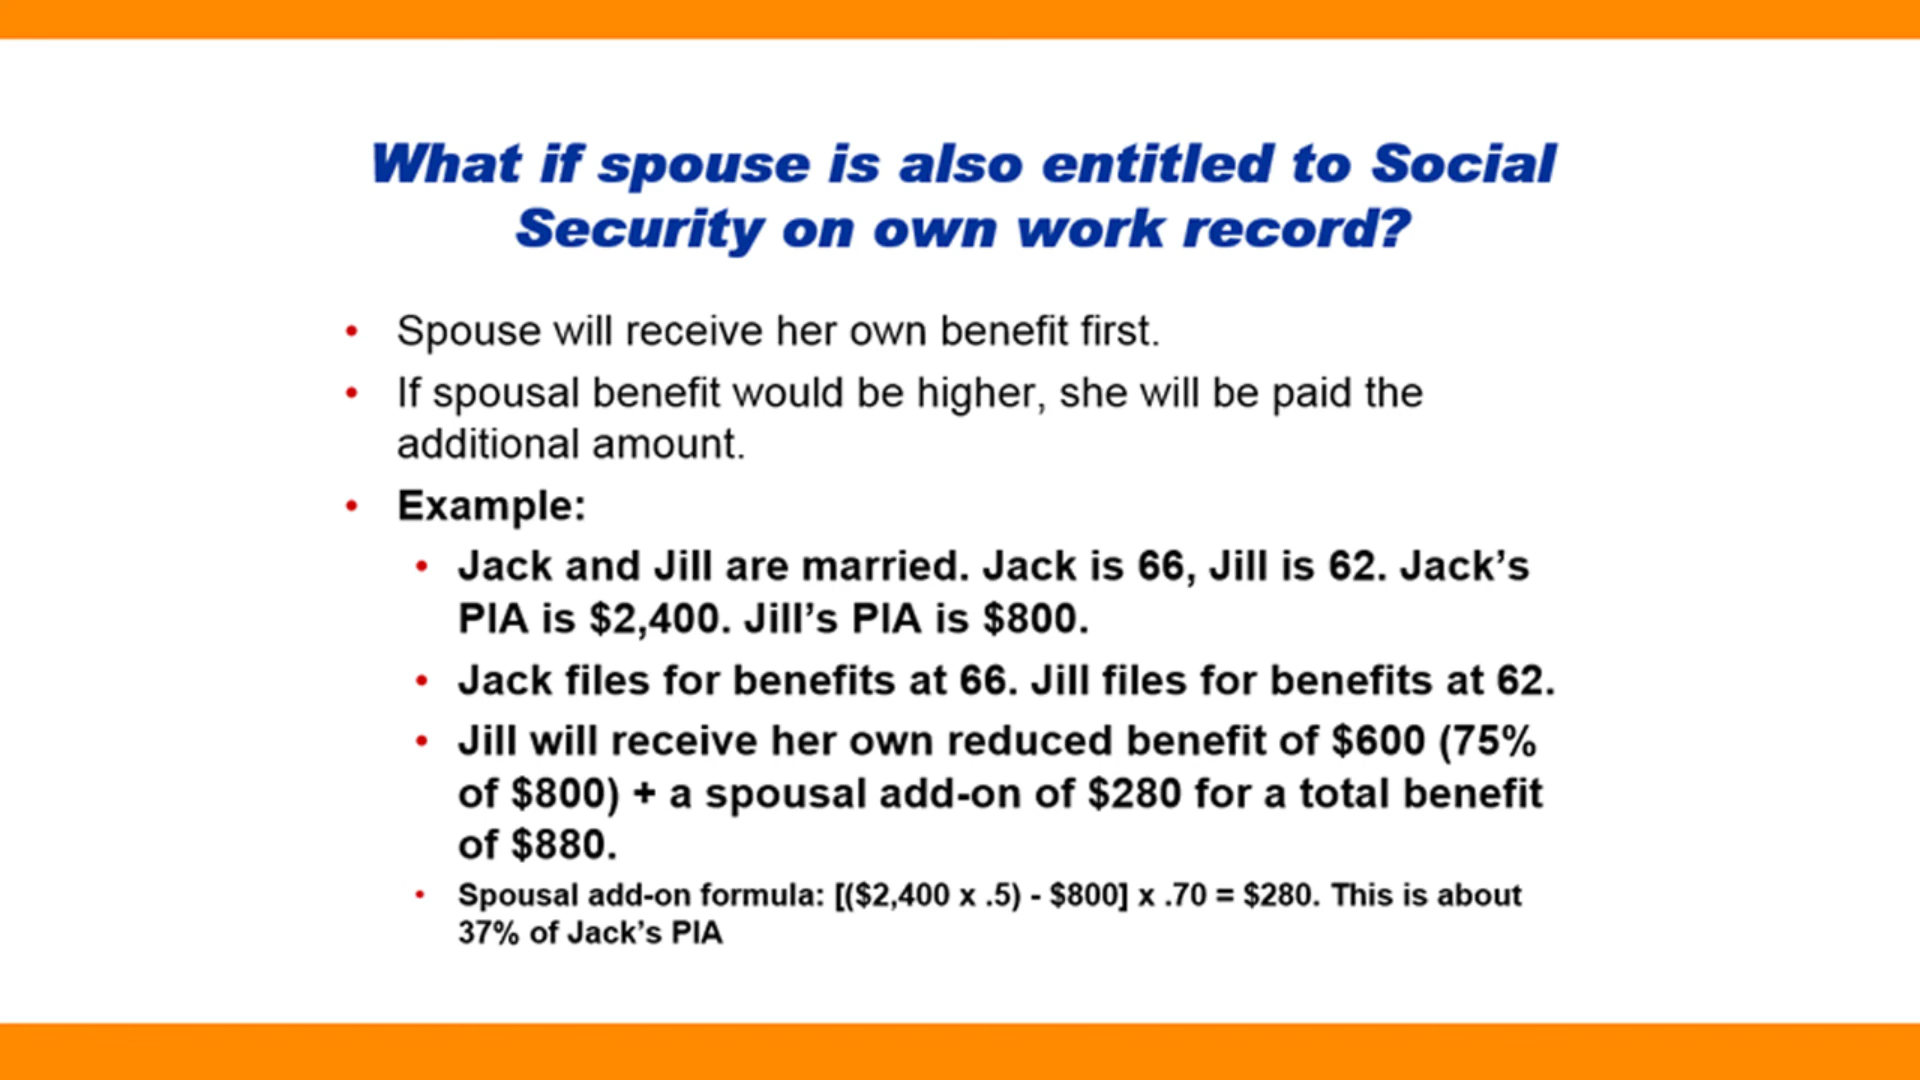 What if spouse is also entitled to Social
Security on own work record?
• Spouse will receive her own benefit first.
• If spousal benefit would be higher, she will be paid the
additional amount.
• Example:
• Jack and Jill are married. Jack is 66, Jill is 62. Jack’s
PIA is $2,400. Jill’s PIA is $800.
• Jack files for benefits at 66. Jill files for benefits at 62.
• Jill will receive her own reduced benefit of $600 (75%
of $800) + a spousal add-on of $280 for a total benefit
of $880.
• Spousal add-on formula: [($2,400 x .5) - $800] x .70 = $280. This is about
37% of Jack’s PIA